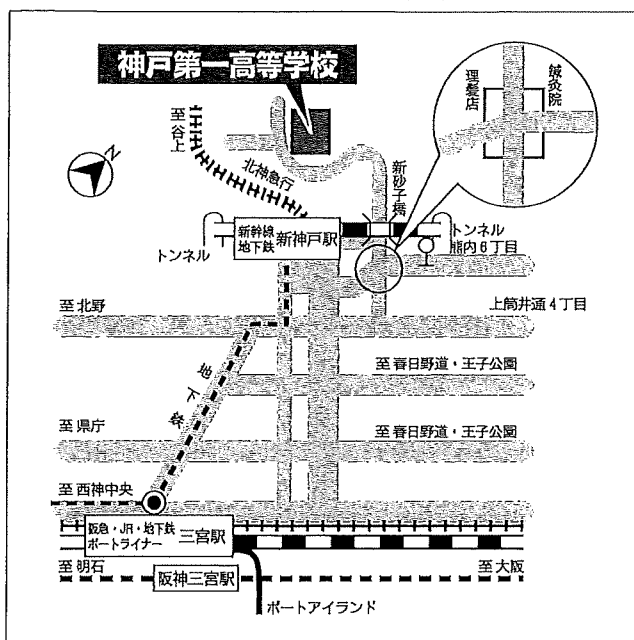 神戸第一高等学校
至谷上
北神急行
N
理髪店
鍼灸院
新砂子橋
新幹線
地下鉄
新神戸駅
トンネル
トンネル
熊内6丁目
至北野
上筒井通4丁目
地下鉄
至春日野道・王子公園
至県庁
至春日野道・王子公園
至西神中央
阪急・JR・地下鉄
ポートライナー
三宮駅
至明石
阪神三宮駅
至大阪
ポートアイランド